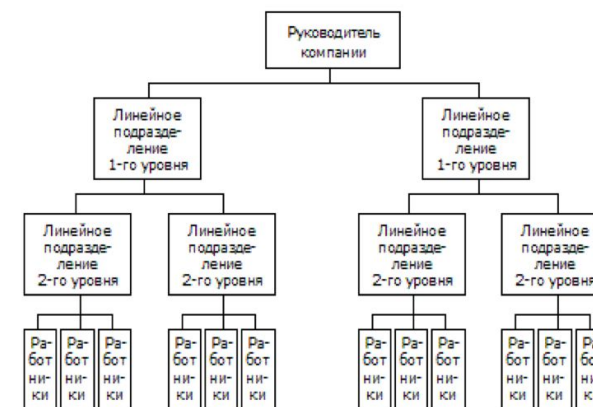 Руководитель
компании
Линейное
подразде-
ление
1-го уровня
Линейное
подразде-
ление
1-го уровня
Линейное
подразде-
ление
2-го уровня
Линейное
подразде-
ление
2-го уровня
Линейное
подразде-
ление
2-го уровня
Линейное
подразде-
ление
2-го уровня
Ра-
бот
ни-
ки
Ра-
бот
ни-
ки
Ра-
бот
ни-
ки
Ра-
бот
ни-
ки
Ра-
бот
ни-
ки
Ра-
бот
ни-
ки
Ра-
бот
ни-
ки
Ра-
бот
ни-
ки
Ра-
бот
ни-
ки
Ра-
бот
ни-
ки
Ра-
бот
ни-
ки